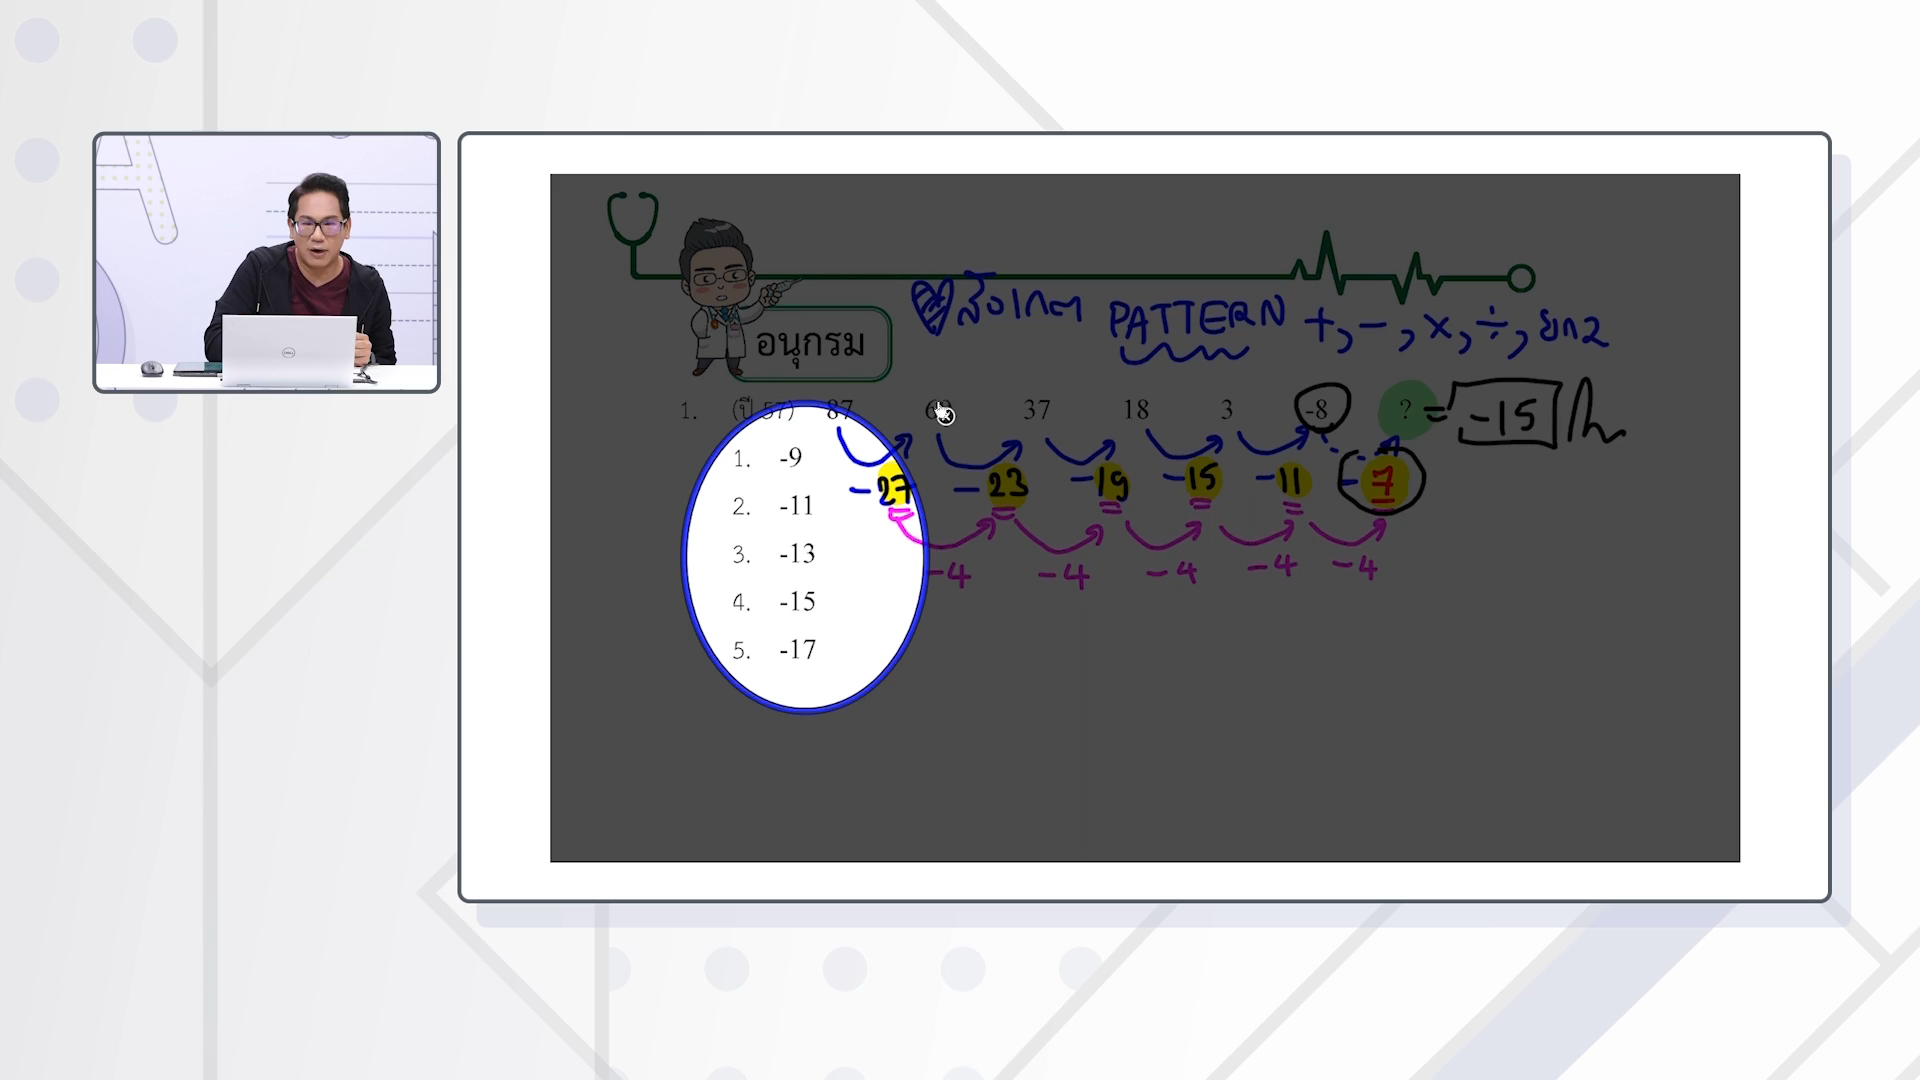 สังเกต PATTERN +, -, ×, ÷, ยก2
อนุกรม
1. (ปี 57) 87 60 37 18 3 -8 ? = -15
-27 -23 -19 -15 -11 -7
-4 -4 -4 -4 -4
1. -9
2. -11
3. -13
4. -15
5. -17